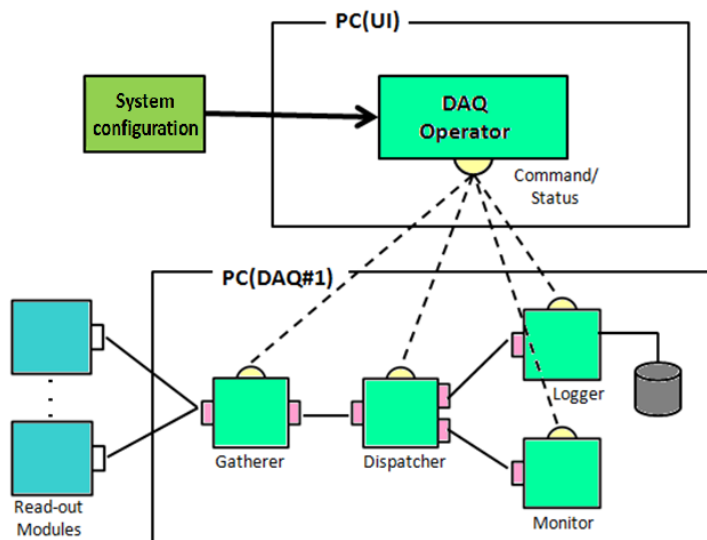 PC(UI)
System
configuration
DAQ
Operator
Command/
Status
PC(DAQ#1)
Logger
Gatherer
Dispatcher
Read-out
Modules
Monitor